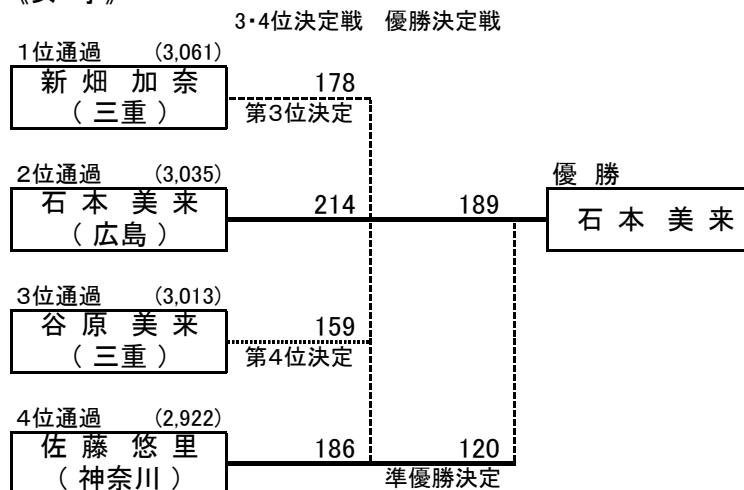 3・4位決定戦 優勝決定戦
1位通過 (3,061)
新 畑 加 奈 178
( 三重 ) 第3位決定
2位通過 (3,035) 優 勝
石 本 美 来 214 189 石 本 美 来
( 広島 )
3位通過 (3,013)
谷 原 美 来 159
( 三重 ) 第4位決定
4位通過 (2,922)
佐 藤 悠 里 186 120
( 神奈川 ) 準優勝決定